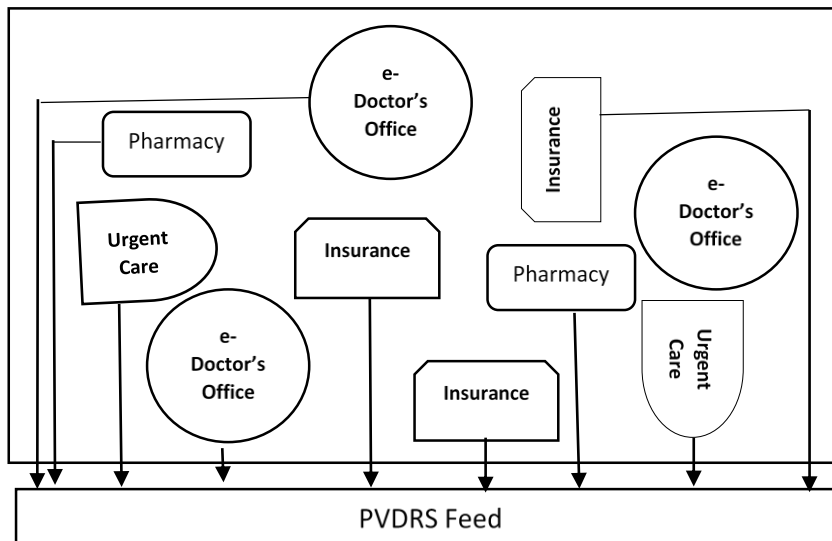 e-
Doctor's
Office
Pharmacy
Insurance
e-
Doctor's
Office
Urgent
Care
Insurance
Pharmacy
e-
Doctor's
Office
Urgent
Care
Insurance
PVDRS Feed